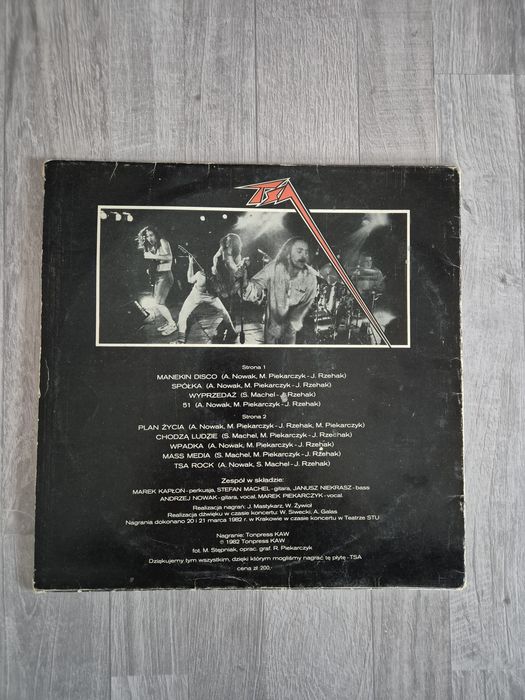 TSA
Strona 1
MANEKIN DISCO (A. Nowak, M. Piekarczyk - J. Rzehak)
SPÓŁKA (A. Nowak, M. Piekarczyk - J. Rzehak)
WYPRZEDAŻ (S. Machel - J. Rzehak)
51 (A. Nowak, M. Piekarczyk - J. Rzehak)
Strona 2
PLAN ŻYCIA (A. Nowak, M. Piekarczyk - J. Rzehak, M. Piekarczyk)
CHODZĄ LUDZIE (S. Machel, M. Piekarczyk - J. Rzechak)
WPADKA (A. Nowak, M. Piekarczyk - J. Rzehak)
MASS MEDIA (S. Machel, M. Piekarczyk - J. Rzehak)
TSA ROCK (A. Nowak, S. Machel - J. Rzehak)
Zespół w składzie:
MAREK KAPŁOŃ - perkusja, STEFAN MACHEL - gitara, JANUSZ NIEKRASZ - bass
ANDRZEJ NOWAK - gitara, vocal, MAREK PIEKARCZYK - vocal.
Realizacja nagrań: J. Mastykarz, W. Żywioł
Realizacja dźwięku w czasie koncertu: W. Siwecki, A. Galas
Nagrania dokonano 20 i 21 marca 1982 r. w Krakowie w czasie koncertu w Teatrze STU
Nagranie: Tonpress KAW
℗ 1982 Tonpress KAW
fot. M. Stępniak, oprac. graf. R. Piekarczyk
Dziękujemy tym wszystkim, dzięki którym mogliśmy nagrać tę płytę - TSA
cena zł 200,-